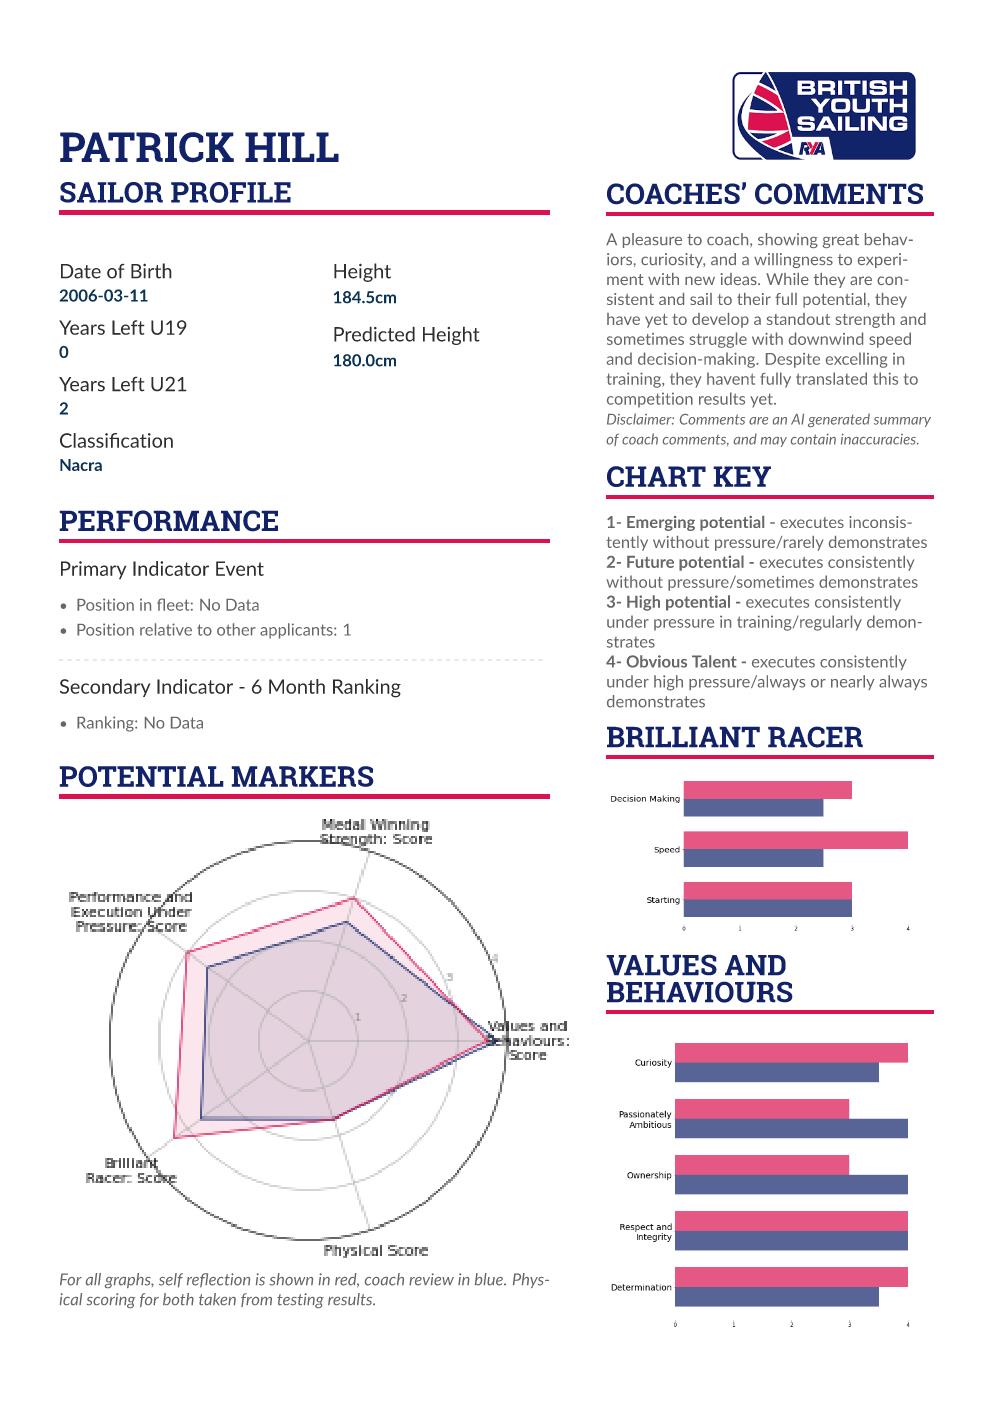 BRITISH
YOUTH
SAILING
RYA
PATRICK HILL
SAILOR PROFILE
Date of Birth
2006-03-11
Years Left U19
0
Years Left U21
2
Classification
Nacra
Height
184.5cm
Predicted Height
180.0cm
PERFORMANCE
Primary Indicator Event
• Position in fleet: No Data
• Position relative to other applicants: 1
Secondary Indicator - 6 Month Ranking
• Ranking: No Data
POTENTIAL MARKERS
Medal Winning
Strength: Score
Performance and
Execution Under
Pressure: Score
4
3
2
1
Values and
Behaviours:
Score
Brilliant
Racer: Score
Physical Score
For all graphs, self reflection is shown in red, coach review in blue. Phys-
ical scoring for both taken from testing results.
COACHES’ COMMENTS
A pleasure to coach, showing great behav-
iors, curiosity, and a willingness to experi-
ment with new ideas. While they are con-
sistent and sail to their full potential, they
have yet to develop a standout strength and
sometimes struggle with downwind speed
and decision-making. Despite excelling in
training, they havent fully translated this to
competition results yet.
Disclaimer: Comments are an AI generated summary
of coach comments, and may contain inaccuracies.
CHART KEY
1- Emerging potential - executes inconsis-
tently without pressure/rarely demonstrates
2- Future potential - executes consistently
without pressure/sometimes demonstrates
3- High potential - executes consistently
under pressure in training/regularly demon-
strates
4- Obvious Talent - executes consistently
under high pressure/always or nearly always
demonstrates
BRILLIANT RACER
Decision Making
Speed
Starting
0 1 2 3 4
VALUES AND
BEHAVIOURS
Curiosity
Passionately
Ambitious
Ownership
Respect and
Integrity
Determination
0 1 2 3 4